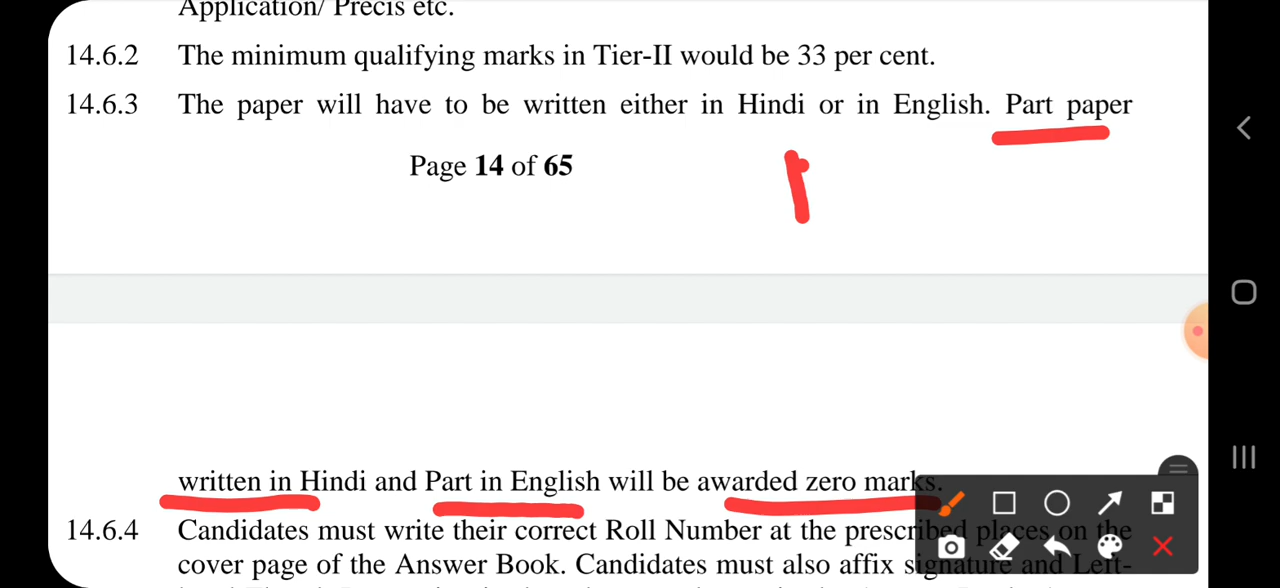 Application/ Precis etc.
14.6.2 The minimum qualifying marks in Tier-II would be 33 per cent.
14.6.3 The paper will have to be written either in Hindi or in English. Part paper
Page 14 of 65
written in Hindi and Part in English will be awarded zero marks.
14.6.4 Candidates must write their correct Roll Number at the prescribed places on the
cover page of the Answer Book. Candidates must also affix signature and Left-